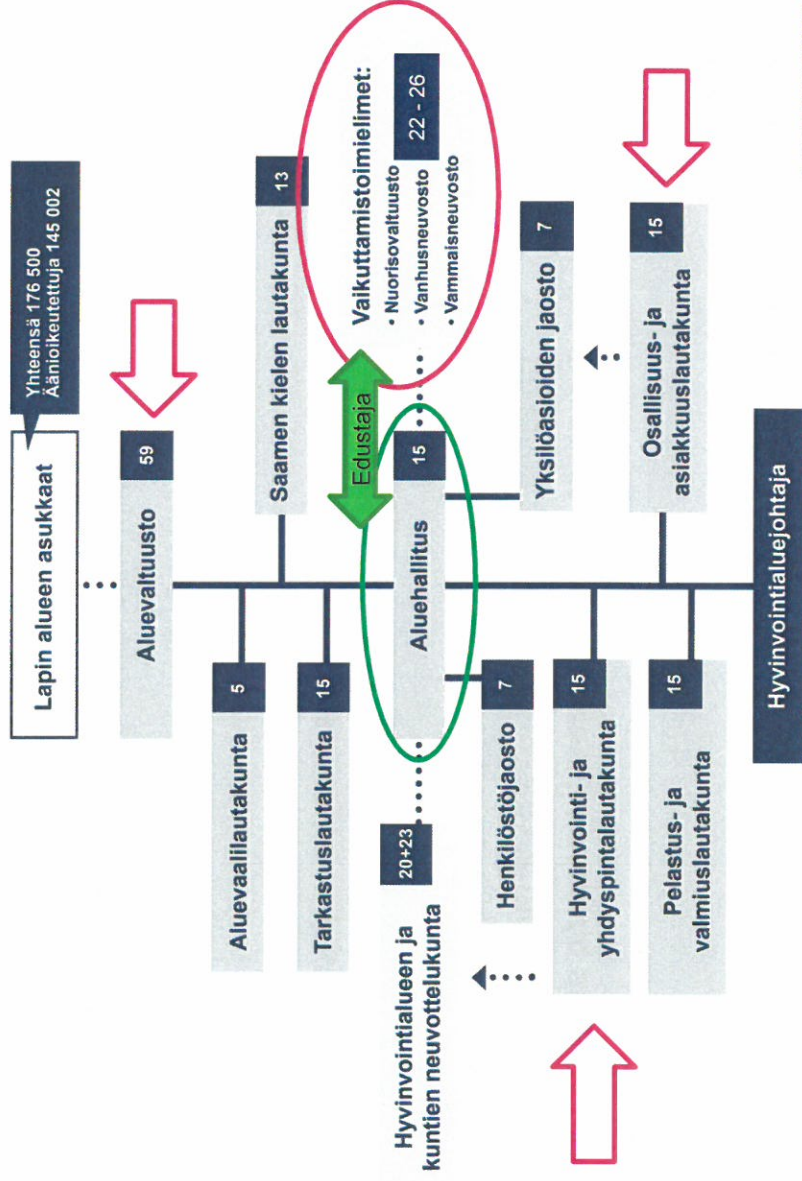 Lapin alueen asukkaat
Yhteensä 176 500
Äänioikeutettuja 145 002
Aluevaltuusto
59
Aluevaalilautakunta
5
Saamen kielen lautakunta
13
Tarkastuslautakunta
15
Edustaja
Vaikuttamistoimielimet:
• Nuorisovaltuusto
• Vanhusneuvosto
• Vammaisneuvosto
22 - 26
Hyvinvointialueen ja
kuntien neuvottelukunta
20+23
Aluehallitus
15
Henkilöstöjaosto
7
Yksilöasioiden jaosto
7
Hyvinvointi- ja
yhdyspintalautakunta
15
Osallisuus- ja
asiakkuuslautakunta
15
Pelastus- ja
valmiuslautakunta
15
Hyvinvointialuejohtaja